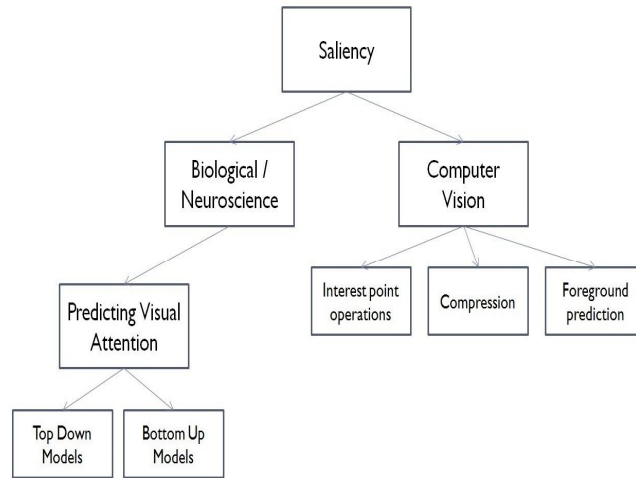 Saliency
Biological /
Neuroscience
Computer
Vision
Predicting Visual
Attention
Interest point
operations
Compression
Foreground
prediction
Top Down
Models
Bottom Up
Models